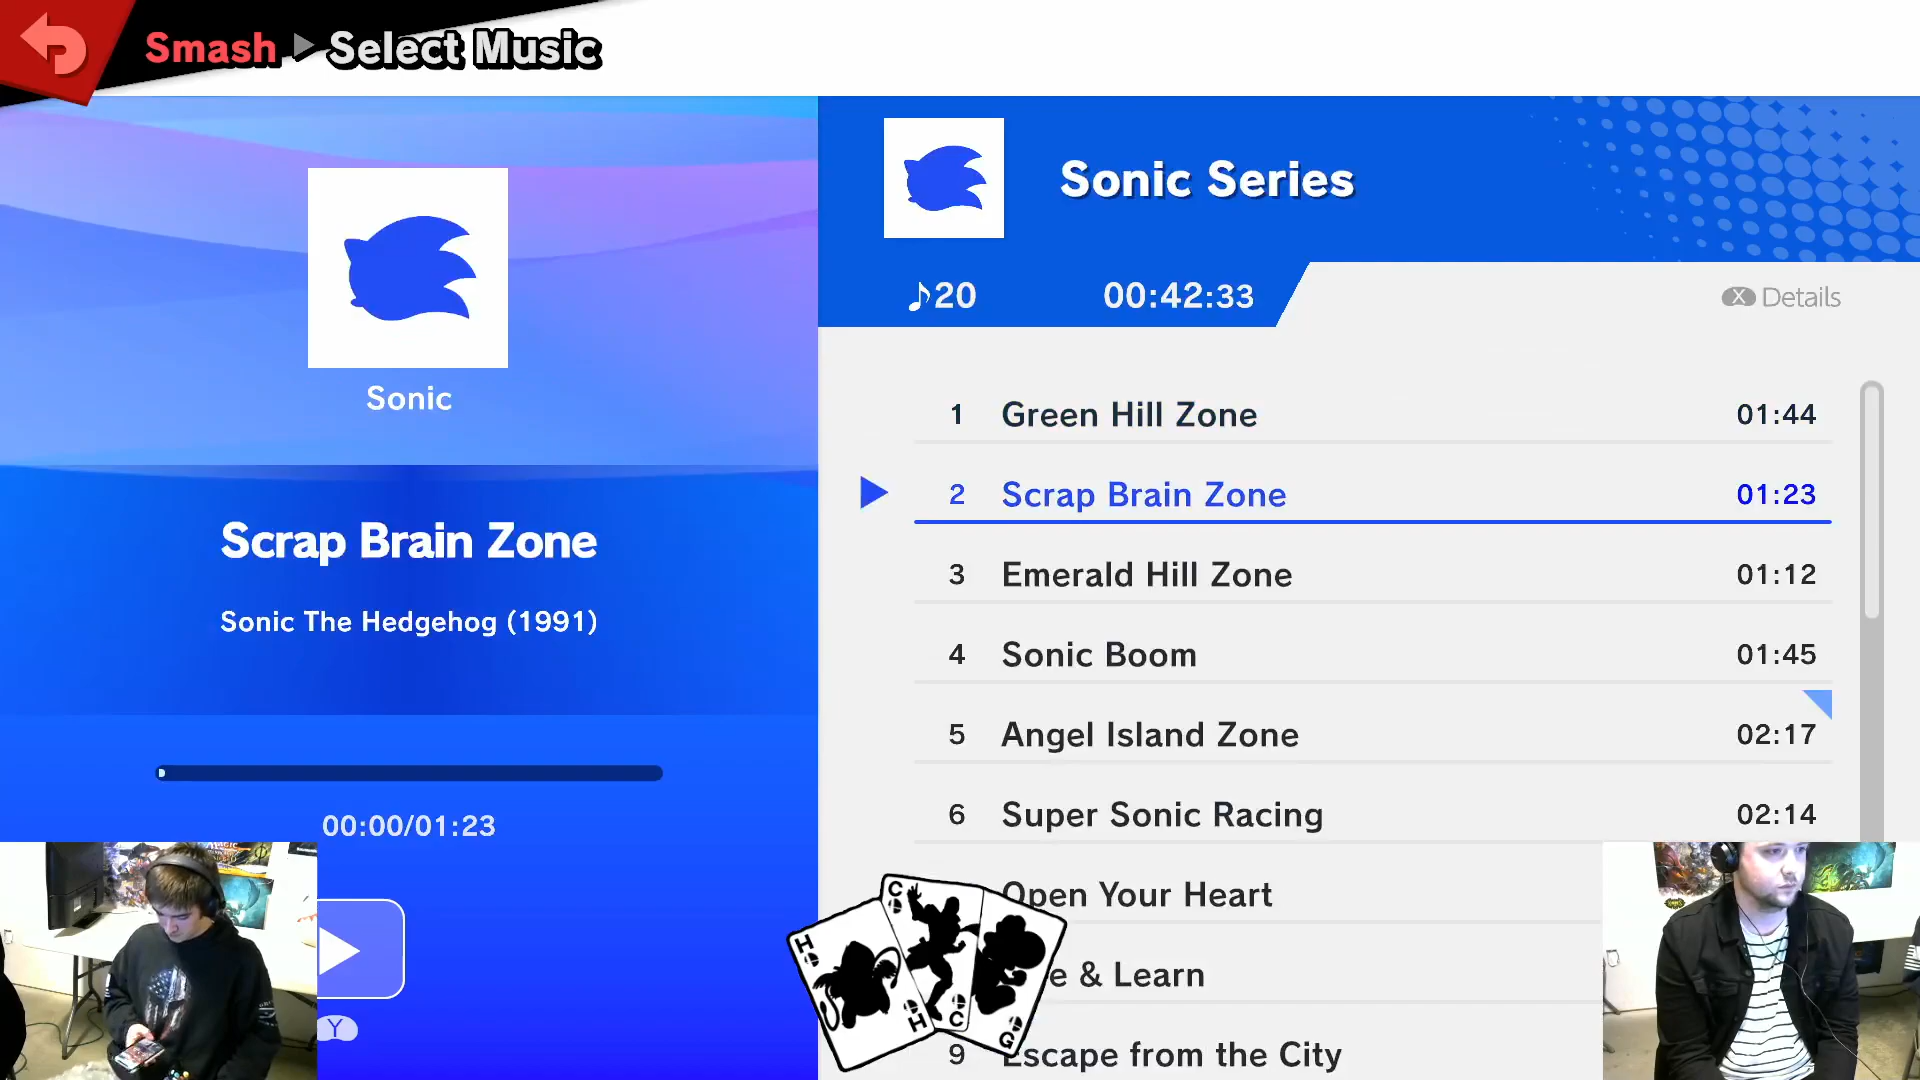 Smash ▶ Select Music
Sonic Series
♪20 00:42:33
X Details
Sonic
Scrap Brain Zone
Sonic The Hedgehog (1991)
00:00/01:23
Y
1 Green Hill Zone 01:44
2 Scrap Brain Zone 01:23
3 Emerald Hill Zone 01:12
4 Sonic Boom 01:45
5 Angel Island Zone 02:17
6 Super Sonic Racing 02:14
Open Your Heart
e & Learn
9 Escape from the City
H H
C C
G